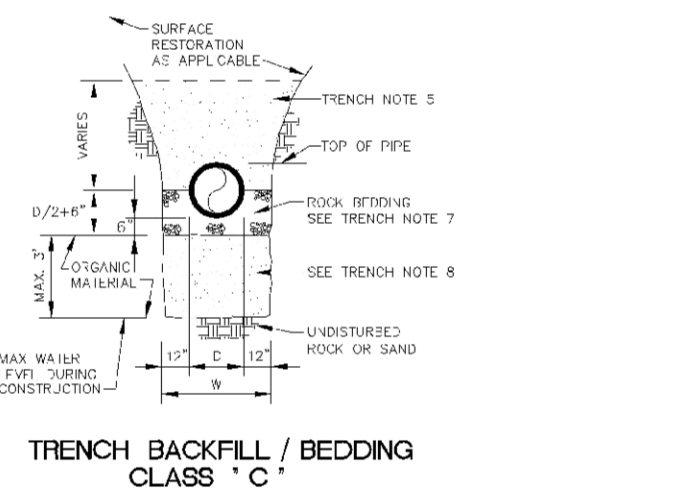 SURFACE
RESTORATION
AS APPLICABLE
TRENCH NOTE 5
TOP OF PIPE
VARIES
ROCK BEDDING
SEE TRENCH NOTE 7
D/2+6"
6"
ORGANIC
MATERIAL
MAX. 3'
SEE TRENCH NOTE 8
UNDISTURBED
ROCK OR SAND
MAX WATER
LEVEL DURING
CONSTRUCTION
12" D 12"
W
TRENCH BACKFILL / BEDDING
CLASS " C "